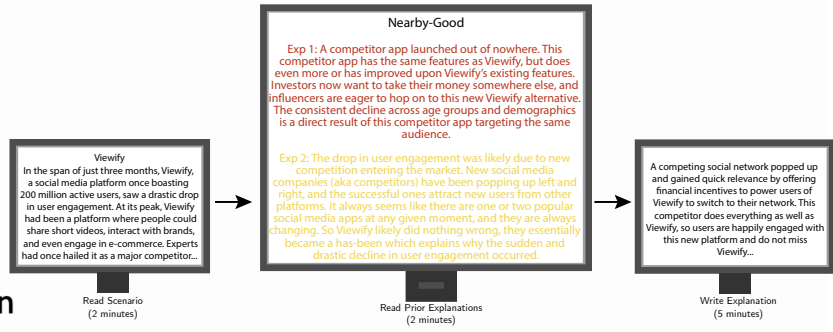 Viewify
In the span of just three months, Viewify,
a social media platform once boasting
200 million active users, saw a drastic drop
in user engagement. At its peak, Viewify
had been a platform where people could
share short videos, interact with brands,
and even engage in e-commerce. Experts
had once hailed it as a major competitor...
Read Scenario
(2 minutes)
n
Nearby-Good
Exp 1: A competitor app launched out of nowhere. This
competitor app has the same features as Viewify, but does
even more or has improved upon Viewify's existing features.
Investors now want to take their money somewhere else, and
influencers are eager to hop on to this new Viewify alternative.
The consistent decline across age groups and demographics
is a direct result of this competitor app targeting the same
audience.
Exp 2: The drop in user engagement was likely due to new
competition entering the market. New social media
companies (aka competitors) have been popping up left and
right, and the successful ones attract new users from other
platforms. It always seems like there are one or two popular
social media apps at any given moment, and they are always
changing. So Viewify likely did nothing wrong, they essentially
became a has-been which explains why the sudden and
drastic decline in user engagement occurred.
Read Prior Explanations
(2 minutes)
A competing social network popped up
and gained quick relevance by offering
financial incentives to power users of
Viewify to switch to their network. This
competitor does everything as well as
Viewify, so users are happily engaged with
this new platform and do not miss
Viewify...
Write Explanation
(5 minutes)